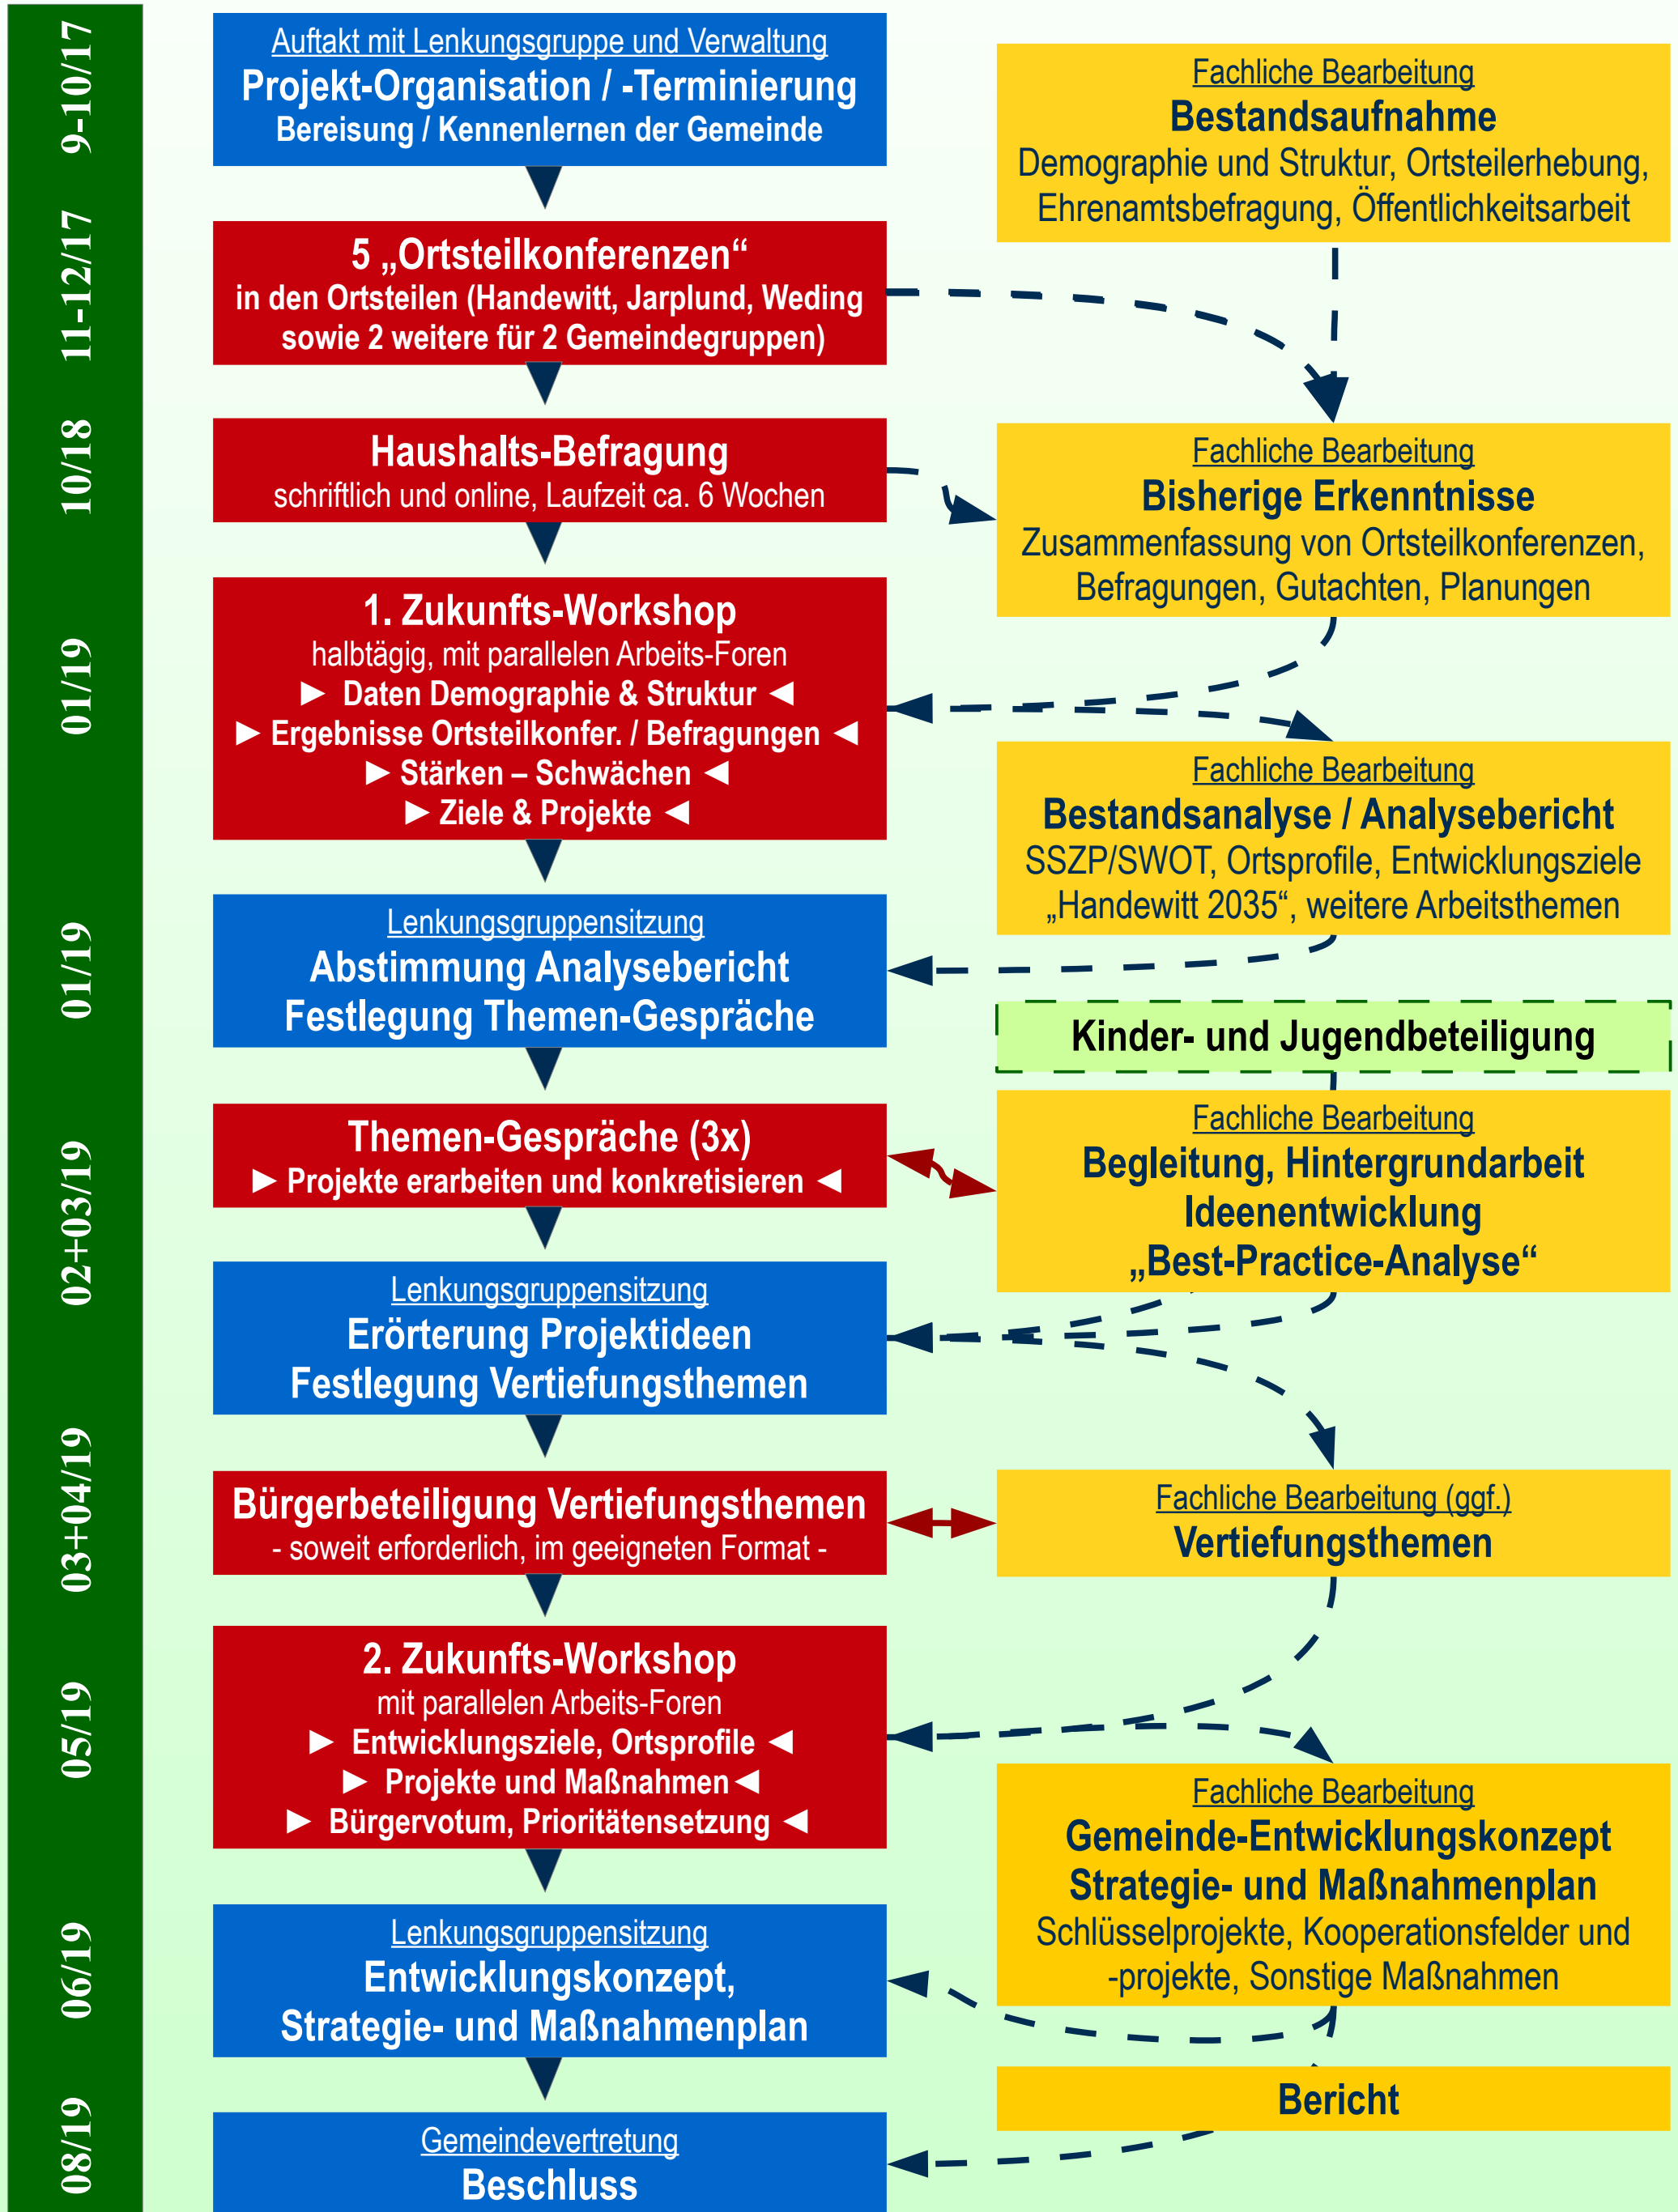 9-10/17
Auftakt mit Lenkungsgruppe und Verwaltung
Projekt-Organisation / -Terminierung
Bereisung / Kennenlernen der Gemeinde
Fachliche Bearbeitung
Bestandsaufnahme
Demographie und Struktur, Ortsteilerhebung,
Ehrenamtsbefragung, Öffentlichkeitsarbeit
11-12/17
5 „Ortsteilkonferenzen“
in den Ortsteilen (Handewitt, Jarplund, Weding
sowie 2 weitere für 2 Gemeindegruppen)
10/18
Haushalts-Befragung
schriftlich und online, Laufzeit ca. 6 Wochen
Fachliche Bearbeitung
Bisherige Erkenntnisse
Zusammenfassung von Ortsteilkonferenzen,
Befragungen, Gutachten, Planungen
01/19
1. Zukunfts-Workshop
halbtägig, mit parallelen Arbeits-Foren
► Daten Demographie & Struktur ◄
► Ergebnisse Ortsteilkonfer. / Befragungen ◄
► Stärken – Schwächen ◄
► Ziele & Projekte ◄
Fachliche Bearbeitung
Bestandsanalyse / Analysebericht
SSZP/SWOT, Ortsprofile, Entwicklungsziele
„Handewitt 2035“, weitere Arbeitsthemen
01/19
Lenkungsgruppensitzung
Abstimmung Analysebericht
Festlegung Themen-Gespräche
Kinder- und Jugendbeteiligung
02+03/19
Themen-Gespräche (3x)
► Projekte erarbeiten und konkretisieren ◄
Fachliche Bearbeitung
Begleitung, Hintergrundarbeit
Ideenentwicklung
„Best-Practice-Analyse“
Lenkungsgruppensitzung
Erörterung Projektideen
Festlegung Vertiefungsthemen
03+04/19
Bürgerbeteiligung Vertiefungsthemen
- soweit erforderlich, im geeigneten Format -
Fachliche Bearbeitung (ggf.)
Vertiefungsthemen
05/19
2. Zukunfts-Workshop
mit parallelen Arbeits-Foren
► Entwicklungsziele, Ortsprofile ◄
► Projekte und Maßnahmen ◄
► Bürgervotum, Prioritätensetzung ◄
Fachliche Bearbeitung
Gemeinde-Entwicklungskonzept
Strategie- und Maßnahmenplan
Schlüsselprojekte, Kooperationsfelder und
-projekte, Sonstige Maßnahmen
06/19
Lenkungsgruppensitzung
Entwicklungskonzept,
Strategie- und Maßnahmenplan
Bericht
08/19
Gemeindevertretung
Beschluss